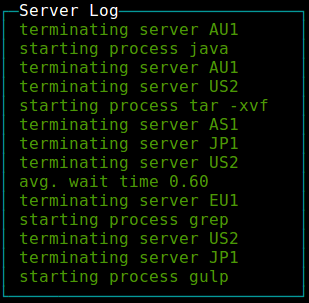 Server Log
terminating server AU1
starting process java
terminating server AU1
terminating server US2
starting process tar -xvf
terminating server AS1
terminating server JP1
terminating server US2
avg. wait time 0.60
terminating server EU1
starting process grep
terminating server US2
terminating server JP1
starting process gulp